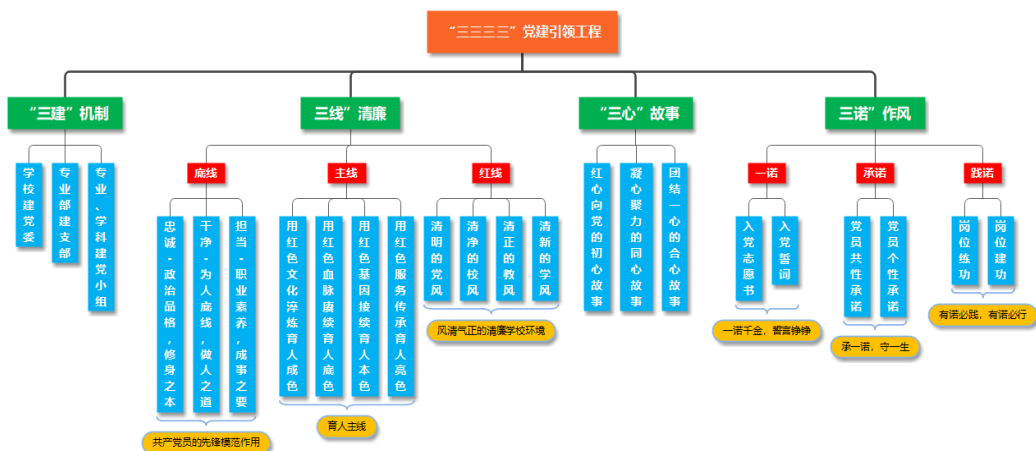 “三三三三”党建引领工程
“三建”机制
三线”清廉
“三心”故事
三诺”作风
学校建党委
专业部建支部
专业、学科建党小组
底线
主线
红线
忠诚-政治品格,修身之本
干净-为人底线,做人之道
担当-职业素养,成事之要
共产党员的先锋模范作用
用红色文化淬炼育人成色
用红色血脉赓续育人底色
用红色基因接续育人本色
用红色服务传承育人亮色
育人主线
清明的党风
清净的校风
清正的教风
清新的学风
风清气正的清廉学校环境
红心向党的初心故事
凝心聚力的同心故事
团结一心的合心故事
一诺
承诺
践诺
入党志愿书
入党誓词
一诺千金，誓言铮铮
党员共性承诺
党员个性承诺
承一诺，守一生
岗位练功
岗位建功
有诺必践，有诺必行